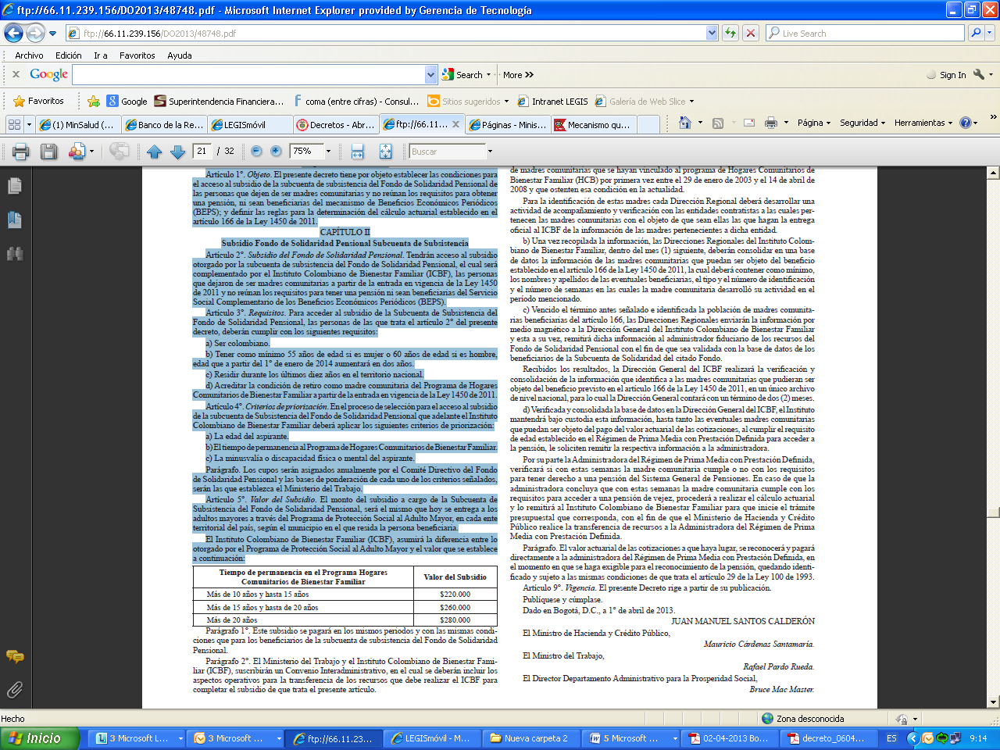 ftp://66.11.239.156/DO2013/48748.pdf - Microsoft Internet Explorer provided by Gerencia de Tecnología
ftp://66.11.239.156/DO2013/48748.pdf
Live Search
Archivo Edición Ir a Favoritos Ayuda
Google Search More Sign In
Favoritos Google Superintendencia Financiera... coma (entre cifras) - Consul... Sitios sugeridos Intranet LEGIS Galería de Web Slice
(1) MinSalud (... Banco de la Re... LEGISmóvil Decretos - Abr... ftp://66.11.... Páginas - Minis... Mecanismo qu... Página Seguridad Herramientas
21 / 32 75% Buscar
Artículo 1°. Objeto. El presente decreto tiene por objeto establecer las condiciones para
el acceso al subsidio de la subcuenta de subsistencia del Fondo de Solidaridad Pensional de
las personas que dejen de ser madres comunitarias y no reúnan los requisitos para obtener
una pensión, ni sean beneficiarias del mecanismo de Beneficios Económicos Periódicos
(BEPS); y definir las reglas para la determinación del cálculo actuarial establecido en el
artículo 166 de la Ley 1450 de 2011.
CAPÍTULO II
Subsidio Fondo de Solidaridad Pensional Subcuenta de Subsistencia
Artículo 2°. Subsidio del Fondo de Solidaridad Pensional. Tendrán acceso al subsidio
otorgado por la subcuenta de subsistencia del Fondo de Solidaridad Pensional, el cual será
complementado por el Instituto Colombiano de Bienestar Familiar (ICBF), las personas
que dejaron de ser madres comunitarias a partir de la entrada en vigencia de la Ley 1450
de 2011 y no reúnan los requisitos para tener una pensión ni sean beneficiarias del Servicio
Social Complementario de los Beneficios Económicos Periódicos (BEPS).
Artículo 3°. Requisitos. Para acceder al subsidio de la Subcuenta de Subsistencia del
Fondo de Solidaridad Pensional, las personas de las que trata el artículo 2° del presente
decreto, deberán cumplir con los siguientes requisitos:
a) Ser colombiano.
b) Tener como mínimo 55 años de edad si es mujer o 60 años de edad si es hombre,
edad que a partir del 1° de enero de 2014 aumentará en dos años.
c) Residir durante los últimos diez años en el territorio nacional.
d) Acreditar la condición de retiro como madre comunitaria del Programa de Hogares
Comunitarios de Bienestar Familiar a partir de la entrada en vigencia de la Ley 1450 de 2011.
Artículo 4°. Criterios de priorización. En el proceso de selección para el acceso al subsidio
de la subcuenta de Subsistencia del Fondo de Solidaridad Pensional que adelante el Instituto
Colombiano de Bienestar Familiar deberá aplicar los siguientes criterios de priorización:
a) La edad del aspirante.
b) El tiempo de permanencia al Programa de Hogares Comunitarios de Bienestar Familiar.
c) La minusvalía o discapacidad física o mental del aspirante.
Parágrafo. Los cupos serán asignados anualmente por el Comité Directivo del Fondo
de Solidaridad Pensional y las bases de ponderación de cada uno de los criterios señalados,
serán las que establezca el Ministerio del Trabajo.
Artículo 5°. Valor del Subsidio. El monto del subsidio a cargo de la Subcuenta de
Subsistencia del Fondo de Solidaridad Pensional, será el mismo que hoy se entrega a los
adultos mayores a través del Programa de Protección Social al Adulto Mayor, en cada ente
territorial del país, según el municipio en el que resida la persona beneficiaria.
El Instituto Colombiano de Bienestar Familiar (ICBF), asumirá la diferencia entre lo
otorgado por el Programa de Protección Social al Adulto Mayor y el valor que se establece
a continuación:
Tiempo de permanencia en el Programa Hogares Comunitarios de Bienestar Familiar Valor del Subsidio
Más de 10 años y hasta 15 años $220.000
Más de 15 años y hasta de 20 años $260.000
Más de 20 años $280.000
Parágrafo 1°. Este subsidio se pagará en los mismos periodos y con las mismas condi-
ciones que para los beneficiarios de la subcuenta de subsistencia del Fondo de Solidaridad
Pensional.
Parágrafo 2°. El Ministerio del Trabajo y el Instituto Colombiano de Bienestar Fami-
liar (ICBF), suscribirán un Convenio Interadministrativo, en el cual se deberán incluir los
aspectos operativos para la transferencia de los recursos que debe realizar el ICBF para
completar el subsidio de que trata el presente artículo.
de madres comunitarias que se hayan vinculado al programa de Hogares Comunitarios de
Bienestar Familiar (HCB) por primera vez entre el 29 de enero de 2003 y el 14 de abril de
2008 y que ostenten esa condición en la actualidad.
Para la identificación de estas madres cada Dirección Regional deberá desarrollar una
actividad de acompañamiento y verificación con las entidades contratistas a las cuales per-
tenecen las madres comunitarias con el objeto de que sean ellas las que hagan la entrega
oficial al ICBF de la información de las madres pertenecientes a dicha entidad.
b) Una vez recopilada la información, las Direcciones Regionales del Instituto Colom-
biano de Bienestar Familiar, dentro del mes (1) siguiente, deberán consolidar en una base
de datos la información de las madres comunitarias que puedan ser objeto del beneficio
establecido en el artículo 166 de la Ley 1450 de 2011, la cual deberá contener como mínimo,
los nombres y apellidos de las eventuales beneficiarias, el tipo y el número de identificación
y el número de semanas en las cuales la madre comunitaria desarrolló su actividad en el
período mencionado.
c) Vencido el término antes señalado e identificada la población de madres comunita-
rias beneficiarias del artículo 166, las Direcciones Regionales enviarán la información por
medio magnético a la Dirección General del Instituto Colombiano de Bienestar Familiar
y esta a su vez, remitirá dicha información al administrador fiduciario de los recursos del
Fondo de Solidaridad Pensional con el fin de que sea validada con la base de datos de los
beneficiarios de la Subcuenta de Solidaridad del citado Fondo.
Recibidos los resultados, la Dirección General del ICBF realizará la verificación y
consolidación de la información que identifica a las madres comunitarias que pudieran ser
objeto del beneficio previsto en el artículo 166 de la Ley 1450 de 2011, en un único archivo
de nivel nacional, para lo cual la Dirección General contará con un término de dos (2) meses.
d) Verificada y consolidada la base de datos en la Dirección General del ICBF, el Instituto
mantendrá bajo custodia esta información, hasta tanto las eventuales madres comunitarias
que puedan ser objeto del pago del valor actuarial de las cotizaciones, al cumplir el requisito
de edad establecido en el Régimen de Prima Media con Prestación Definida para acceder a
la pensión, le soliciten remitir la respectiva información a la administradora.
Por su parte la Administradora del Régimen de Prima Media con Prestación Definida,
verificará si con estas semanas la madre comunitaria cumple o no con los requisitos
para tener derecho a una pensión del Sistema General de Pensiones. En caso de que la
administradora concluya que con estas semanas la madre comunitaria cumple con los
requisitos para acceder a una pensión de vejez, procederá a realizar el cálculo actuarial
y lo remitirá al Instituto Colombiano de Bienestar Familiar para que inicie el trámite
presupuestal que corresponda, con el fin de que el Ministerio de Hacienda y Crédito
Público realice la transferencia de recursos a la Administradora del Régimen de Prima
Media con Prestación Definida.
Parágrafo. El valor actuarial de las cotizaciones a que haya lugar, se reconocerá y pagará
directamente a la administradora del Régimen de Prima Media con Prestación Definida, en
el momento en que se haga exigible para el reconocimiento de la pensión, quedando identi-
ficado y sujeto a las mismas condiciones de que trata el artículo 29 de la Ley 100 de 1993.
Artículo 9°. Vigencia. El presente Decreto rige a partir de su publicación.
Publíquese y cúmplase.
Dado en Bogotá, D.C., a 1° de abril de 2013.
JUAN MANUEL SANTOS CALDERÓN
El Ministro de Hacienda y Crédito Público,
Mauricio Cárdenas Santamaría.
El Ministro del Trabajo,
Rafael Pardo Rueda.
El Director Departamento Administrativo para la Prosperidad Social,
Bruce Mac Master.
Hecho Zona desconocida
Inicio 3 Microsoft L... 3 Microsoft ... ftp://66.11.23... LEGISmóvil - M... Nueva carpeta 2 5 Microsoft ... 02-04-2013 Bo... decreto_0604... ES 9:14